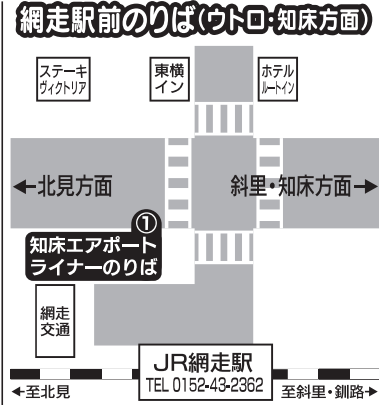 網走駅前のりば(ウトロ・知床方面)
ステーキ
ヴィクトリア
東横
イン
ホテル
ルートイン
←北見方面
斜里・知床方面→
①
知床エアポート
ライナーのりば
網走
交通
JR網走駅
TEL 0152-43-2362
←至北見
至斜里・釧路→